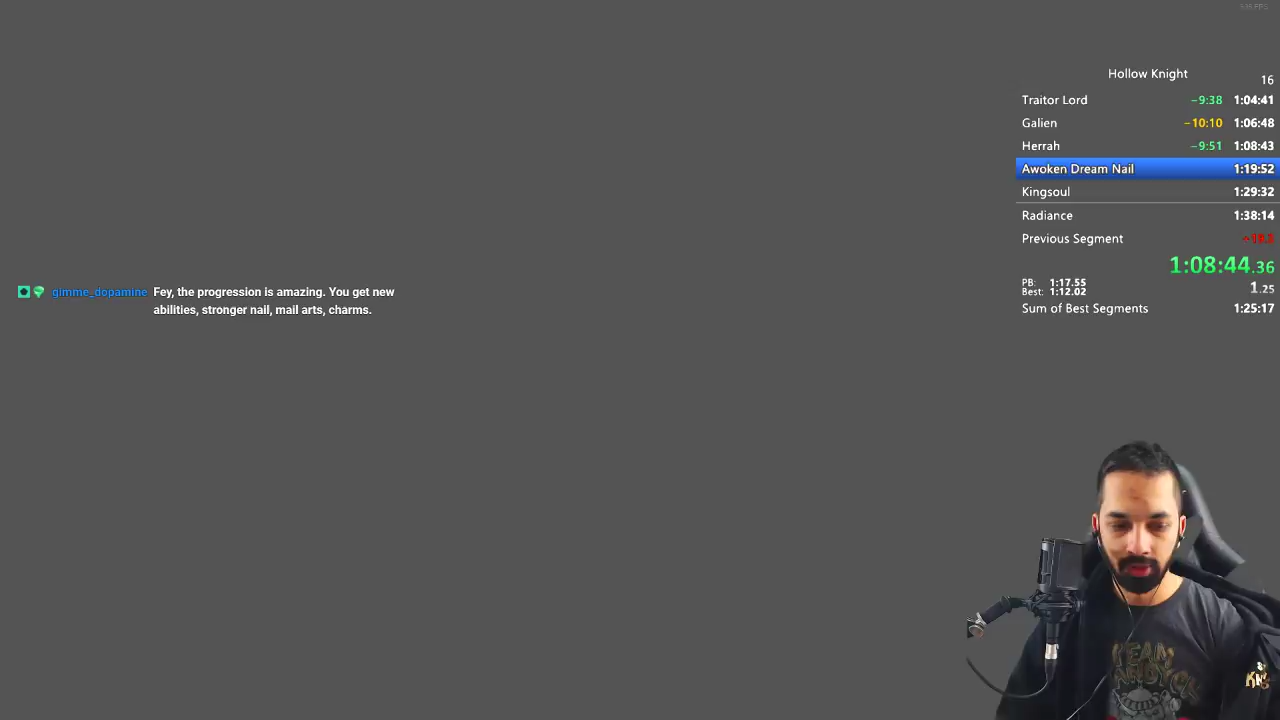 Hollow Knight
16
Traitor Lord −9:38 1:04:41
Galien −10:10 1:06:48
Herrah −9:51 1:08:43
Awoken Dream Nail 1:19:52
Kingsoul 1:29:32
Radiance 1:38:14
Previous Segment
1:08:44.36
PB: 1:17.55
Best: 1:12.02
1.25
Sum of Best Segments 1:25:17
gimme_dopamine Fey, the progression is amazing. You get new
abilities, stronger nail, mail arts, charms.